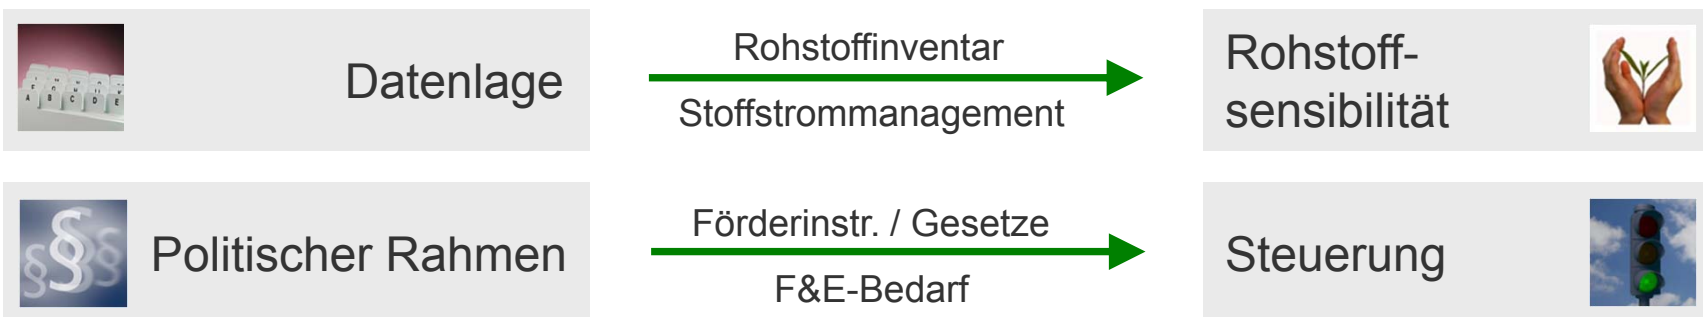 Datenlage
Rohstoffinventar
Stoffstrommanagement
Rohstoff-
sensibilität
A B C D E
§§§
Politischer Rahmen
Förderinstr. / Gesetze
F&E-Bedarf
Steuerung